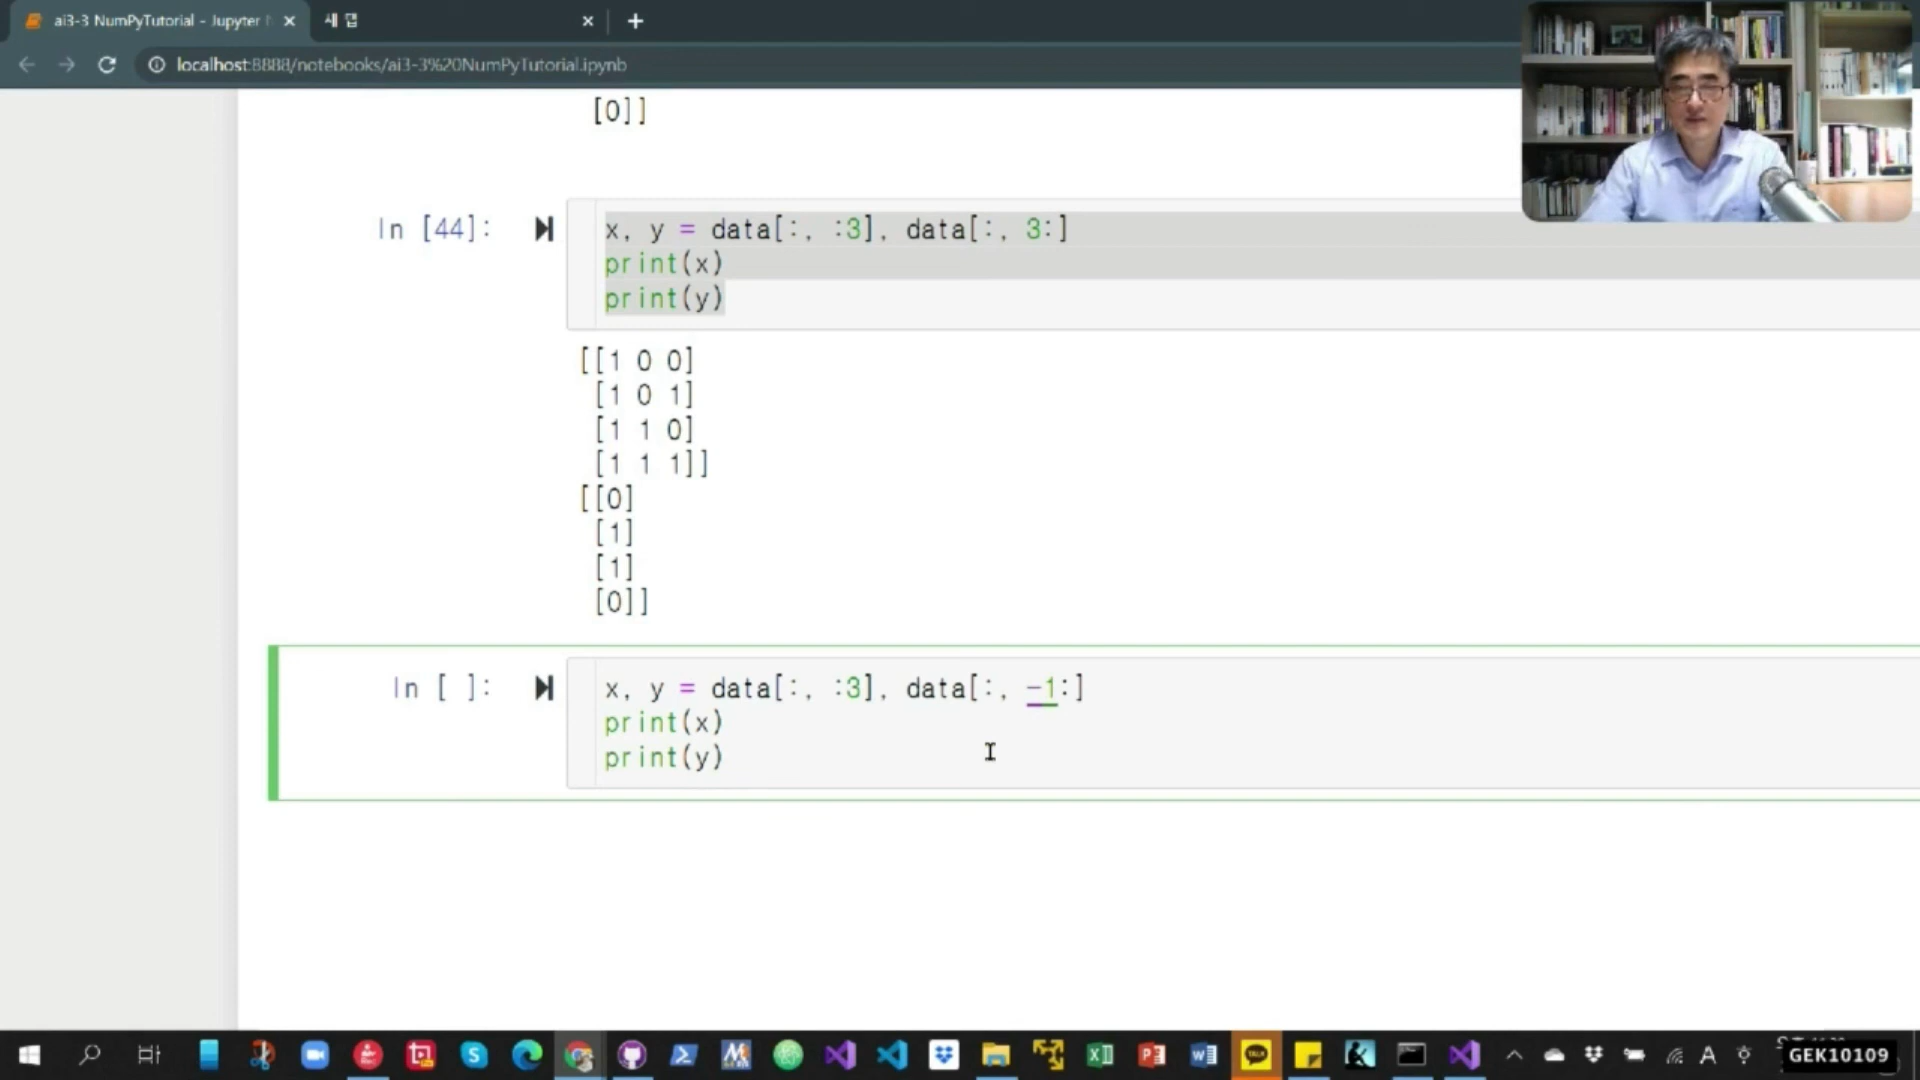 ai3-3 NumPyTutorial - Jupyter
새 탭
localhost:8888/notebooks/ai3-3%20NumPyTutorial.ipynb
[0]]
In [44]:
x, y = data[:, :3], data[:, 3:]
print(x)
print(y)
[[1 0 0]
[1 0 1]
[1 1 0]
[1 1 1]]
[[0]
[1]
[1]
[0]]
In [ ]:
x, y = data[:, :3], data[:, -1:]
print(x)
print(y)
TALK
A
GEK10109